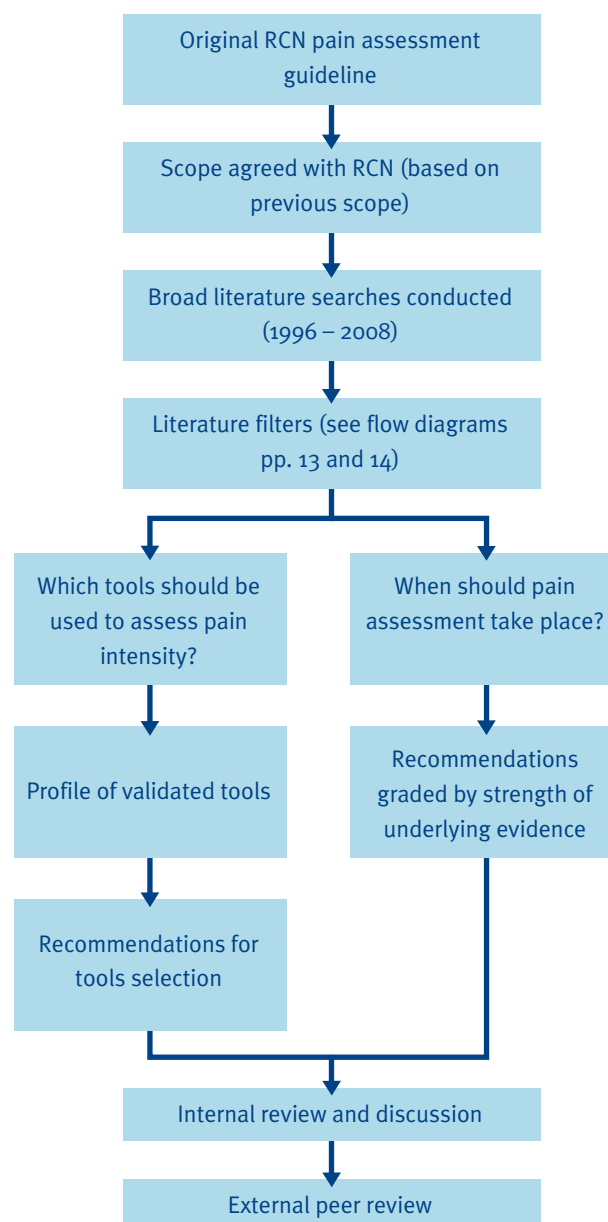 Original RCN pain assessment
guideline
Scope agreed with RCN (based on
previous scope)
Broad literature searches conducted
(1996 – 2008)
Literature filters (see flow diagrams
pp. 13 and 14)
Which tools should be
used to assess pain
intensity?
When should pain
assessment take place?
Profile of validated tools
Recommendations
graded by strength of
underlying evidence
Recommendations for
tools selection
Internal review and discussion
External peer review